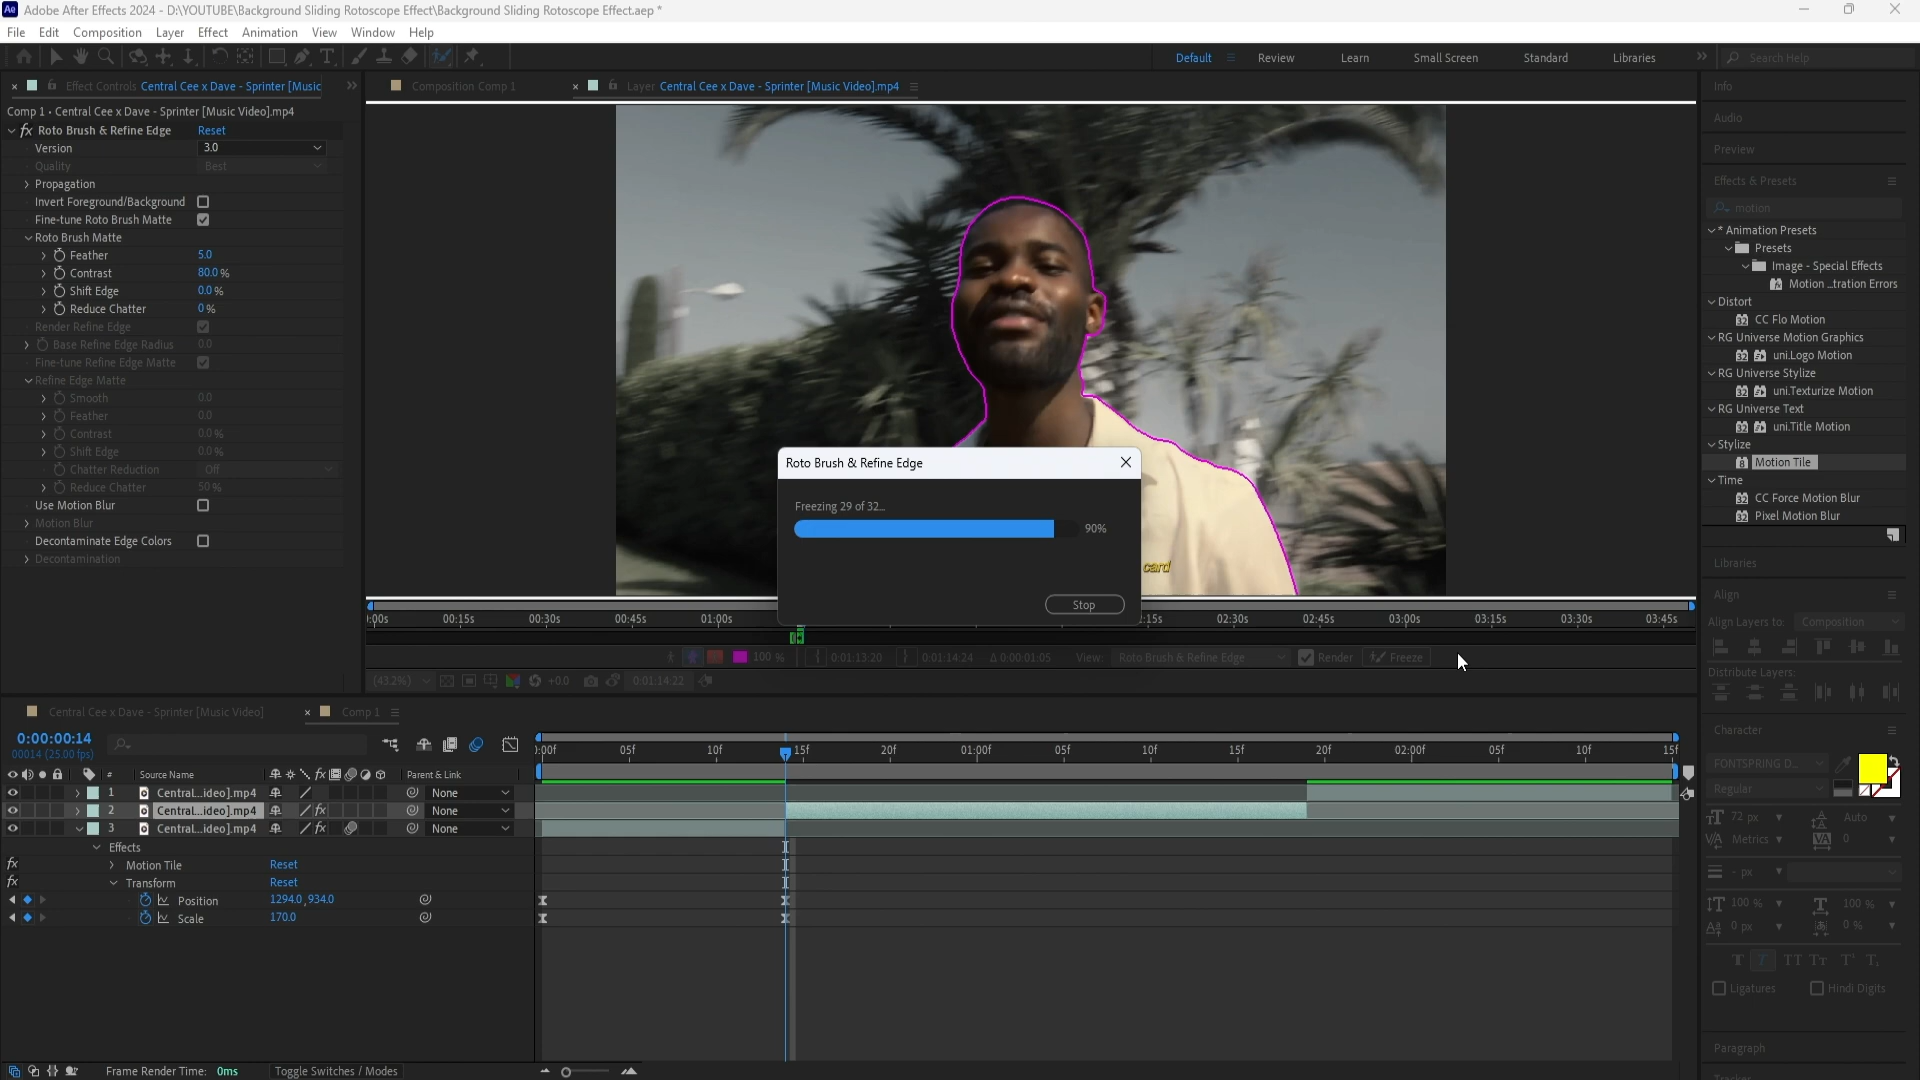 Adobe After Effects 2024 - D:\YOUTUBE\Background Sliding Rotoscope Effect\Background Sliding Rotoscope Effect.aep *
File Edit Composition Layer Effect Animation View Window Help
Default Review Learn Small Screen Standard Libraries Search Help
Effect Controls Central Cee x Dave - Sprinter [Music
Composition Comp 1
Layer Central Cee x Dave - Sprinter [Music Video].mp4
Comp 1 • Central Cee x Dave - Sprinter [Music Video].mp4
fx Roto Brush & Refine Edge Reset
Version 3.0
Quality Best
Propagation
Invert Foreground/Background
Fine-tune Roto Brush Matte
Roto Brush Matte
Feather 5.0
Contrast 80.0 %
Shift Edge 0.0 %
Reduce Chatter 0 %
Render Refine Edge
Base Refine Edge Radius 0.0
Fine-tune Refine Edge Matte
Refine Edge Matte
Smooth 0.0
Feather 0.0
Contrast 0.0 %
Shift Edge 0.0 %
Chatter Reduction Off
Reduce Chatter 50 %
Use Motion Blur
Motion Blur
Decontaminate Edge Colors
Decontamination
Roto Brush & Refine Edge
Freezing 29 of 32...
90%
Stop
card
:00s 00:15s 00:30s 00:45s 01:00s :15s 02:30s 02:45s 03:00s 03:15s 03:30s 03:45s
100 % 0:01:13:20 0:01:14:24 Δ 0:00:01:05 View: Roto Brush & Refine Edge Render Freeze
(43.2%) +0.0 0:01:14:22
Info
Audio
Preview
Effects & Presets
motion
* Animation Presets
Presets
Image - Special Effects
Motion ...tration Errors
Distort
CC Flo Motion
RG Universe Motion Graphics
uni.Logo Motion
RG Universe Stylize
uni.Texturize Motion
RG Universe Text
uni.Title Motion
Stylize
Motion Tile
Time
CC Force Motion Blur
Pixel Motion Blur
Libraries
Align
Align Layers to: Composition
Distribute Layers:
Character
FONTSPRING D...
Regular
72 px Auto
Metrics 0
- px
100 % 100 %
0 px 0 %
Ligatures Hindi Digits
Paragraph
Central Cee x Dave - Sprinter [Music Video]
Comp 1
0:00:00:14
00014 (25.00 fps)
):00f 05f 10f 15f 20f 01:00f 05f 10f 15f 20f 02:00f 05f 10f 15f
# Source Name fx Parent & Link
1 Central...ideo].mp4 None
2 Central...ideo].mp4 fx None
3 Central...ideo].mp4 fx None
Effects
fx Motion Tile Reset
fx Transform Reset
Position 1294.0,934.0
Scale 170.0
Frame Render Time: 0ms Toggle Switches / Modes